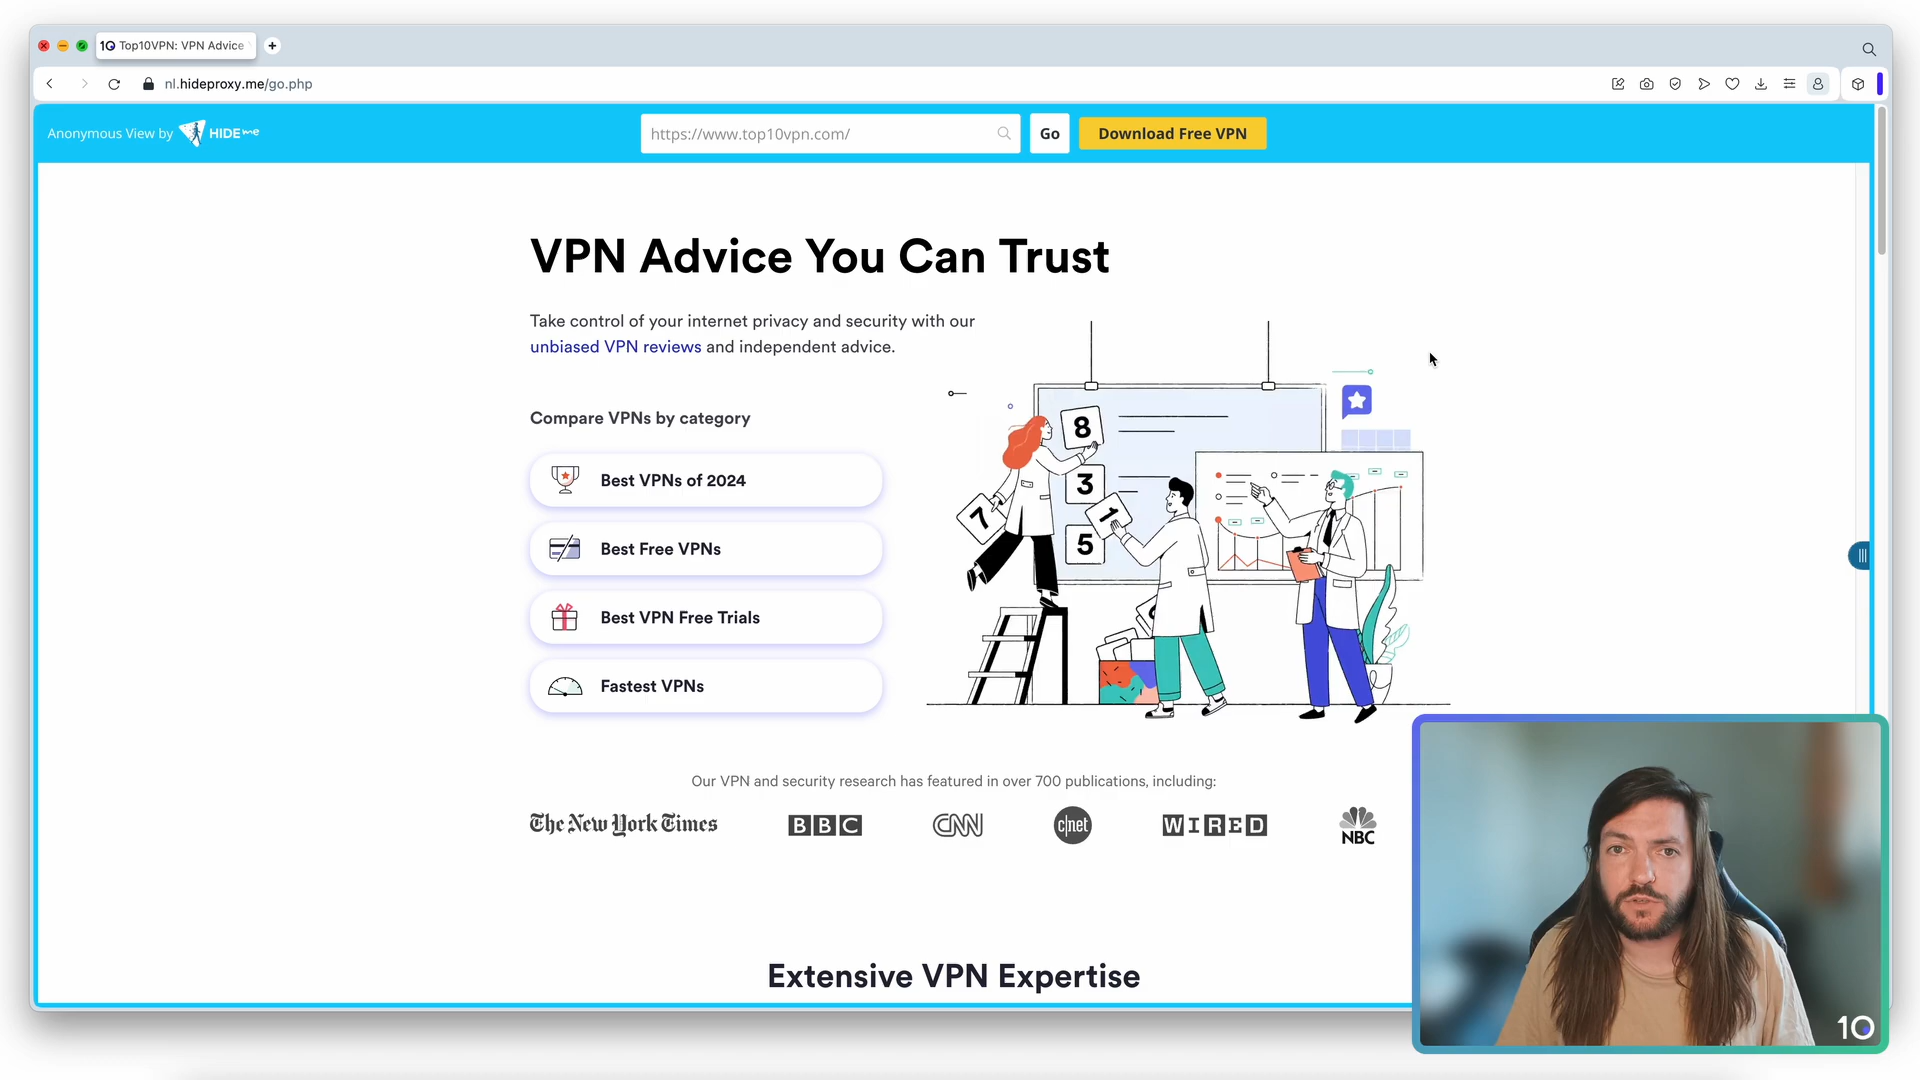 10 Top10VPN: VPN Advice
nl.hideproxy.me/go.php
Anonymous View by HIDE me
https://www.top10vpn.com/
Go
Download Free VPN
VPN Advice You Can Trust
Take control of your internet privacy and security with our
unbiased VPN reviews and independent advice.
Compare VPNs by category
Best VPNs of 2024
Best Free VPNs
Best VPN Free Trials
Fastest VPNs
8
3
7
1
5
Our VPN and security research has featured in over 700 publications, including:
The New York Times
BBC
CNN
c|net
WIRED
NBC
Extensive VPN Expertise
10